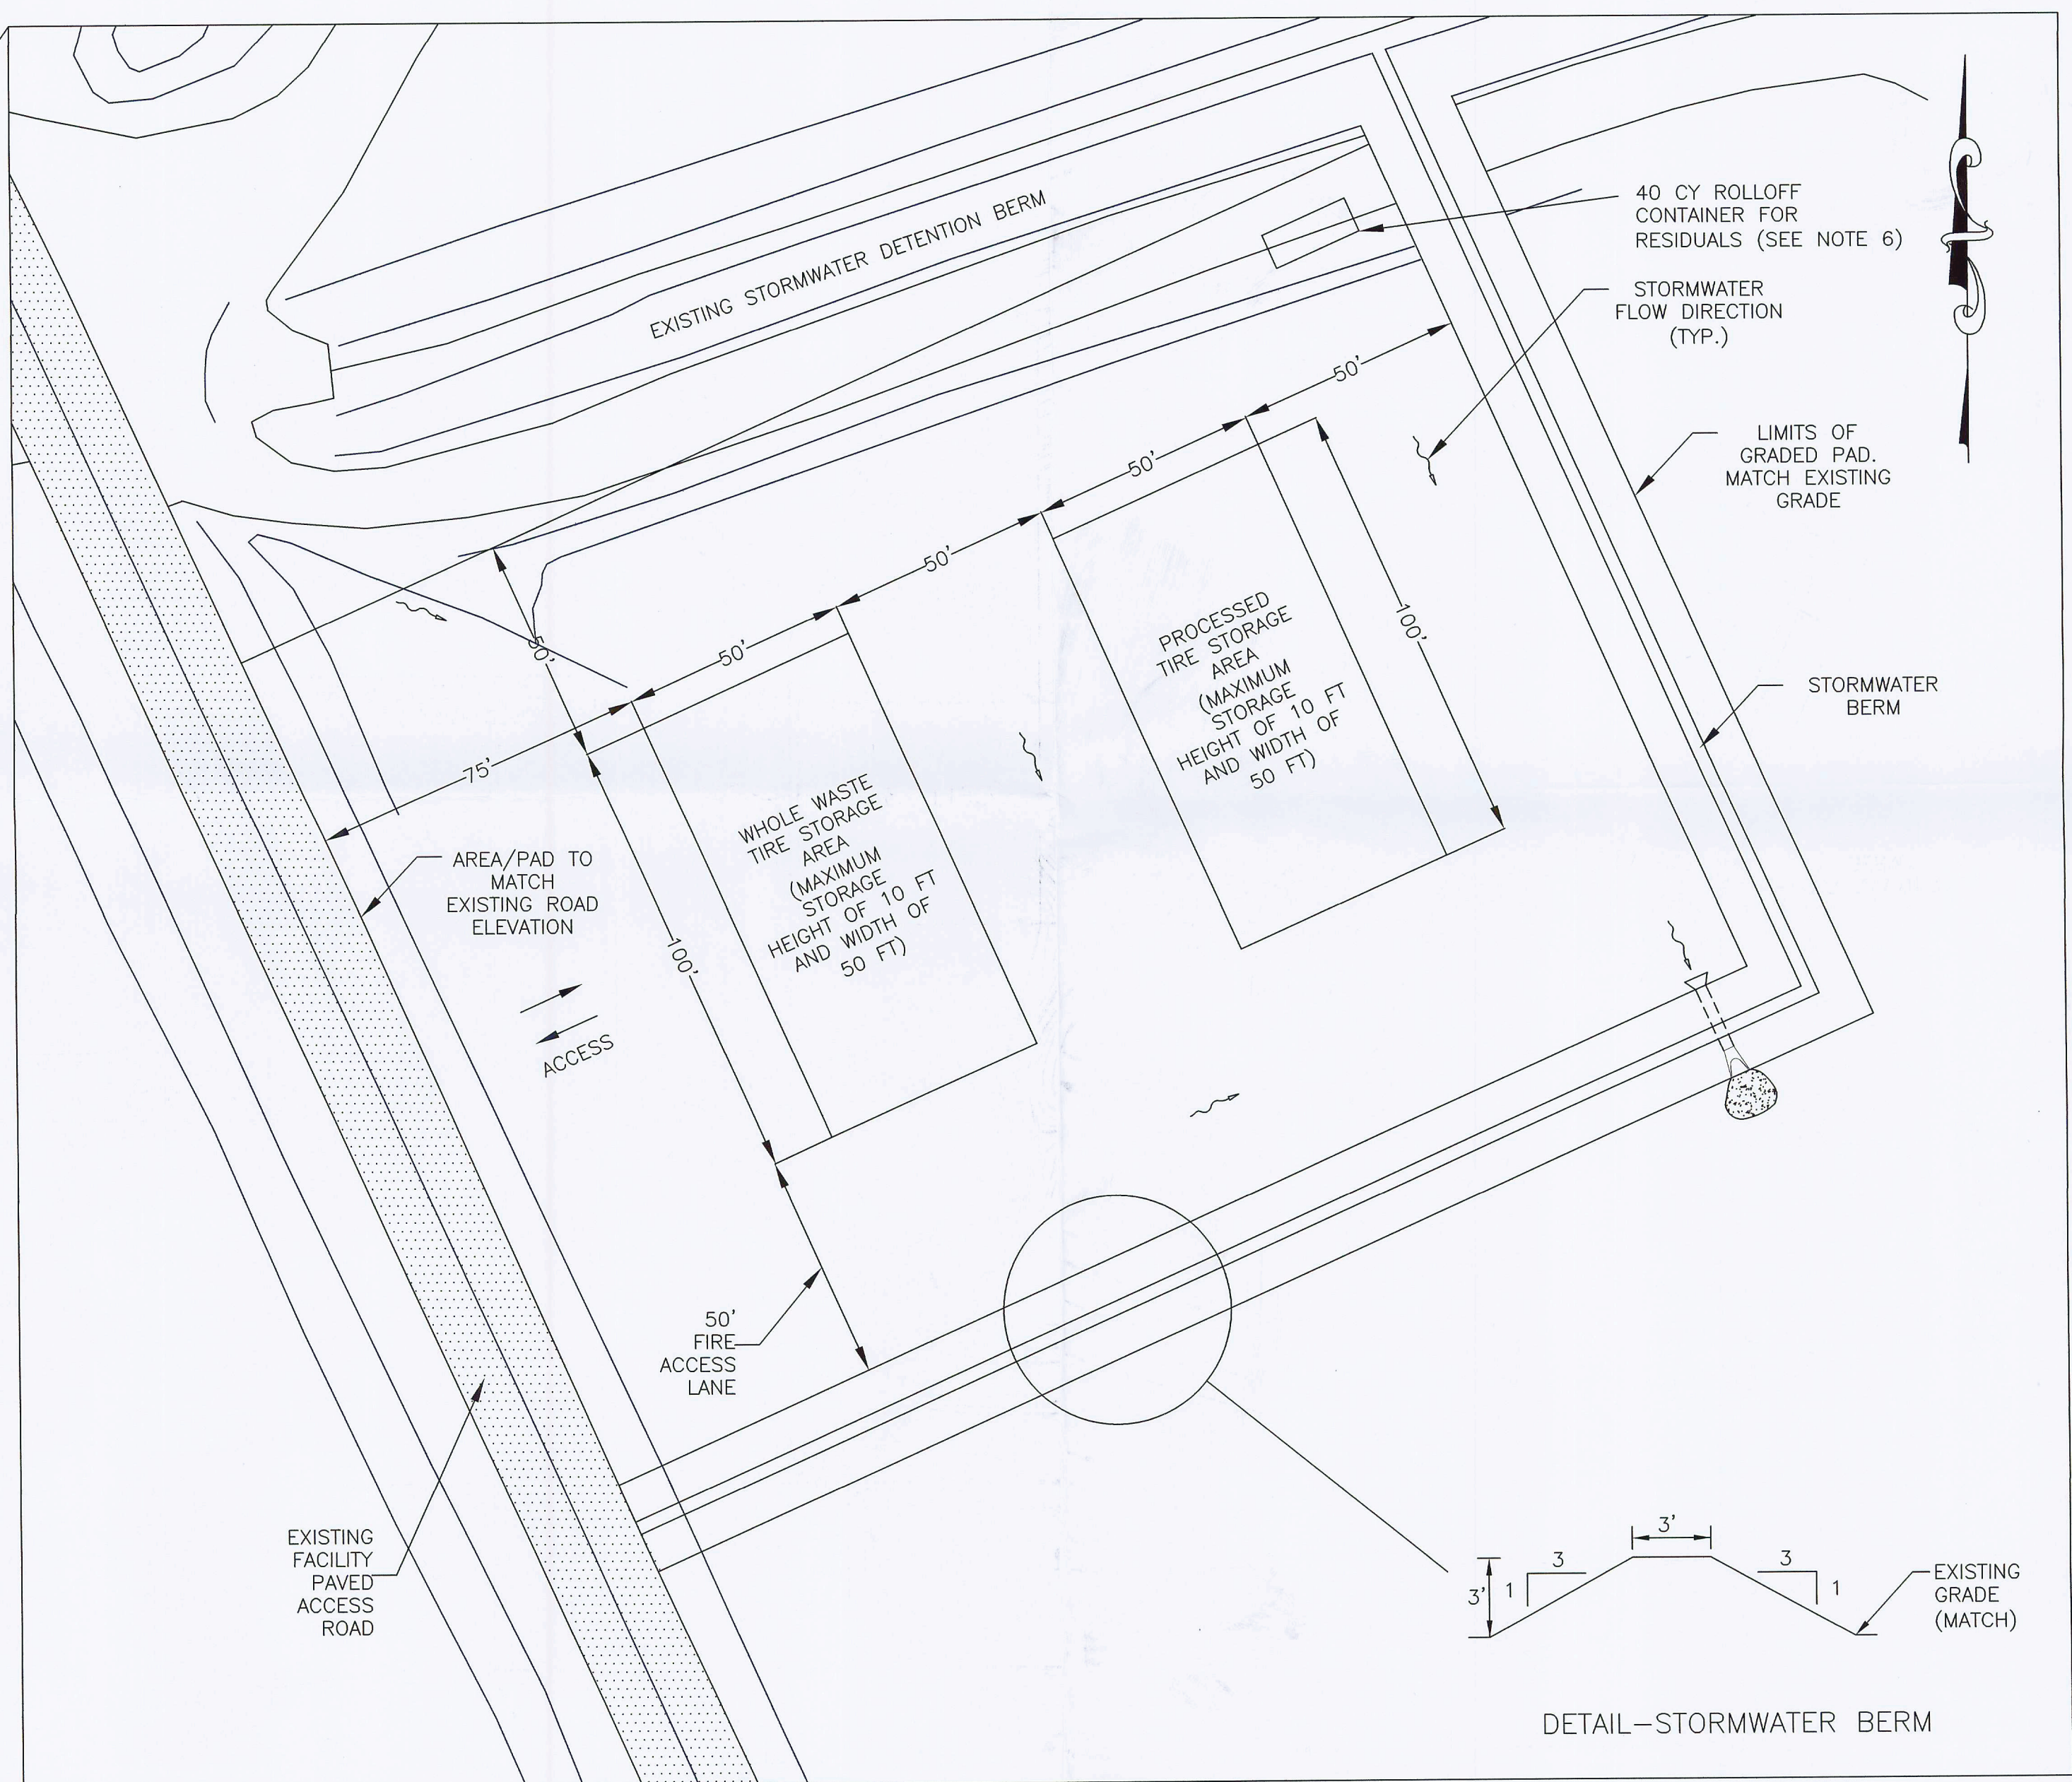 EXISTING STORMWATER DETENTION BERM
40 CY ROLLOFF
CONTAINER FOR
RESIDUALS (SEE NOTE 6)
STORMWATER
FLOW DIRECTION
(TYP.)
LIMITS OF
GRADED PAD.
MATCH EXISTING
GRADE
STORMWATER
BERM
50'
50'
50'
50'
50'
75'
100'
100'
PROCESSED
TIRE STORAGE
AREA
(MAXIMUM
STORAGE
HEIGHT OF 10 FT
AND WIDTH OF
50 FT)
WHOLE WASTE
TIRE STORAGE
AREA
(MAXIMUM
STORAGE
HEIGHT OF 10 FT
AND WIDTH OF
50 FT)
AREA/PAD TO
MATCH
EXISTING ROAD
ELEVATION
ACCESS
50'
FIRE
ACCESS
LANE
EXISTING
FACILITY
PAVED
ACCESS
ROAD
3'
3
3
3'
1
1
EXISTING
GRADE
(MATCH)
DETAIL-STORMWATER BERM